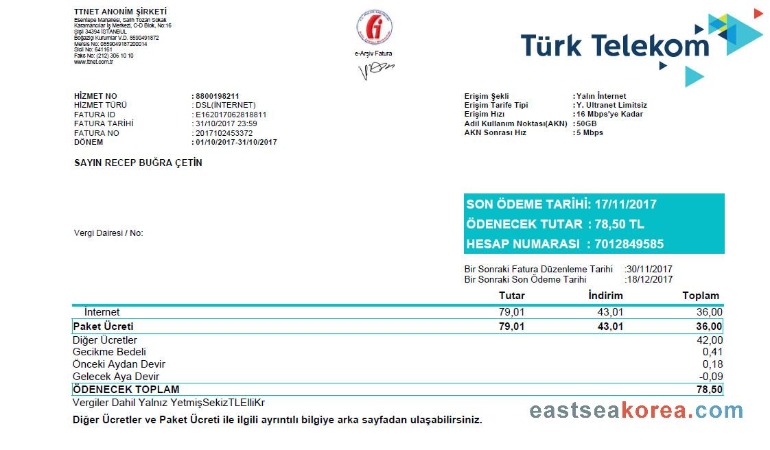 TTNET ANONİM ŞİRKETİ
Esentepe Mahallesi, Salih Tozan Sokak
Karamancılar İş Merkezi, C-D Blok, No:16
Şişli 34394 İSTANBUL
Boğaziçi Kurumlar V.D. 8590491872
Mersis No: 0859049187200014
Sicil No: 541161
Faks No: (212) 306 10 10
www.ttnet.com.tr
e-Arşiv Fatura
Türk Telekom
HİZMET NO : 8800198211
HİZMET TÜRÜ : DSL(İNTERNET)
FATURA ID : E162017062818811
FATURA TARİHİ : 31/10/2017 23:59
FATURA NO : 2017102453372
DÖNEM : 01/10/2017-31/10/2017
Erişim Şekli : Yalın İnternet
Erişim Tarife Tipi : Y. Ultranet Limitsiz
Erişim Hızı : 16 Mbps'ye Kadar
Adil Kullanım Noktası(AKN) : 50GB
AKN Sonrası Hız : 5 Mbps
SAYIN RECEP BUĞRA ÇETİN
Vergi Dairesi / No:
SON ÖDEME TARİHİ: 17/11/2017
ÖDENECEK TUTAR : 78,50 TL
HESAP NUMARASI : 7012849585
Bir Sonraki Fatura Düzenleme Tarihi :30/11/2017
Bir Sonraki Son Ödeme Tarihi :18/12/2017
Tutar İndirim Toplam
İnternet 79,01 43,01 36,00
Paket Ücreti 79,01 43,01 36,00
Diğer Ücretler 42,00
Gecikme Bedeli 0,41
Önceki Aydan Devir 0,18
Gelecek Aya Devir -0,09
ÖDENECEK TOPLAM 78,50
Vergiler Dahil Yalnız YetmişSekizTLElliKr
Diğer Ücretler ve Paket Ücreti ile ilgili ayrıntılı bilgiye arka sayfadan ulaşabilirsiniz.
eastseakorea.com